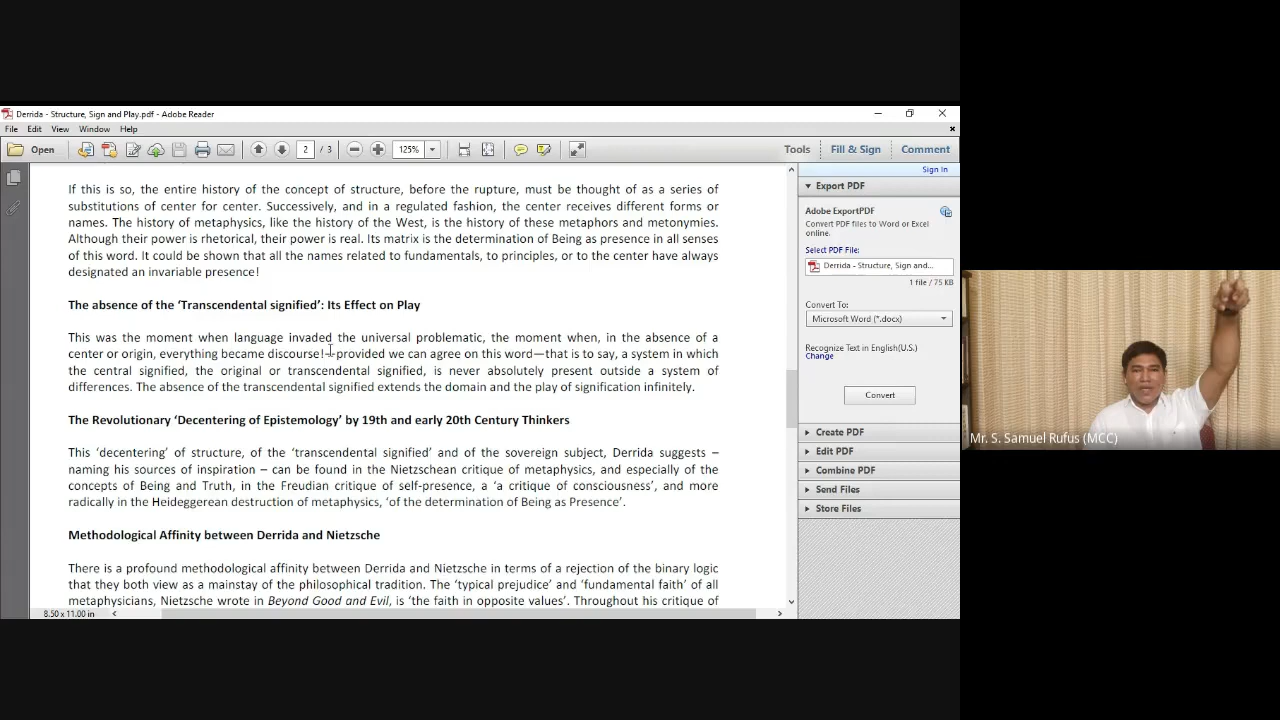 Derrida - Structure, Sign and Play.pdf - Adobe Reader
File Edit View Window Help
Open 2 / 3 125% Tools Fill & Sign Comment
If this is so, the entire history of the concept of structure, before the rupture, must be thought of as a series of
substitutions of center for center. Successively, and in a regulated fashion, the center receives different forms or
names. The history of metaphysics, like the history of the West, is the history of these metaphors and metonymies.
Although their power is rhetorical, their power is real. Its matrix is the determination of Being as presence in all senses
of this word. It could be shown that all the names related to fundamentals, to principles, or to the center have always
designated an invariable presence!
The absence of the ‘Transcendental signified’: Its Effect on Play
This was the moment when language invaded the universal problematic, the moment when, in the absence of a
center or origin, everything became discourse!—provided we can agree on this word—that is to say, a system in which
the central signified, the original or transcendental signified, is never absolutely present outside a system of
differences. The absence of the transcendental signified extends the domain and the play of signification infinitely.
The Revolutionary ‘Decentering of Epistemology’ by 19th and early 20th Century Thinkers
This ‘decentering’ of structure, of the ‘transcendental signified’ and of the sovereign subject, Derrida suggests –
naming his sources of inspiration – can be found in the Nietzschean critique of metaphysics, and especially of the
concepts of Being and Truth, in the Freudian critique of self-presence, a ‘a critique of consciousness’, and more
radically in the Heideggerean destruction of metaphysics, ‘of the determination of Being as Presence’.
Methodological Affinity between Derrida and Nietzsche
There is a profound methodological affinity between Derrida and Nietzsche in terms of a rejection of the binary logic
that they both view as a mainstay of the philosophical tradition. The ‘typical prejudice’ and ‘fundamental faith’ of all
metaphysicians, Nietzsche wrote in Beyond Good and Evil, is ‘the faith in opposite values’. Throughout his critique of
8.50 x 11.00 in
Sign In
Export PDF
Adobe ExportPDF
Convert PDF files to Word or Excel
online.
Select PDF File:
Derrida - Structure, Sign and...
1 file / 75 KB
Convert To:
Microsoft Word (*.docx)
Recognize Text in English(U.S.)
Change
Convert
Create PDF
Edit PDF
Combine PDF
Send Files
Store Files
Mr. S. Samuel Rufus (MCC)